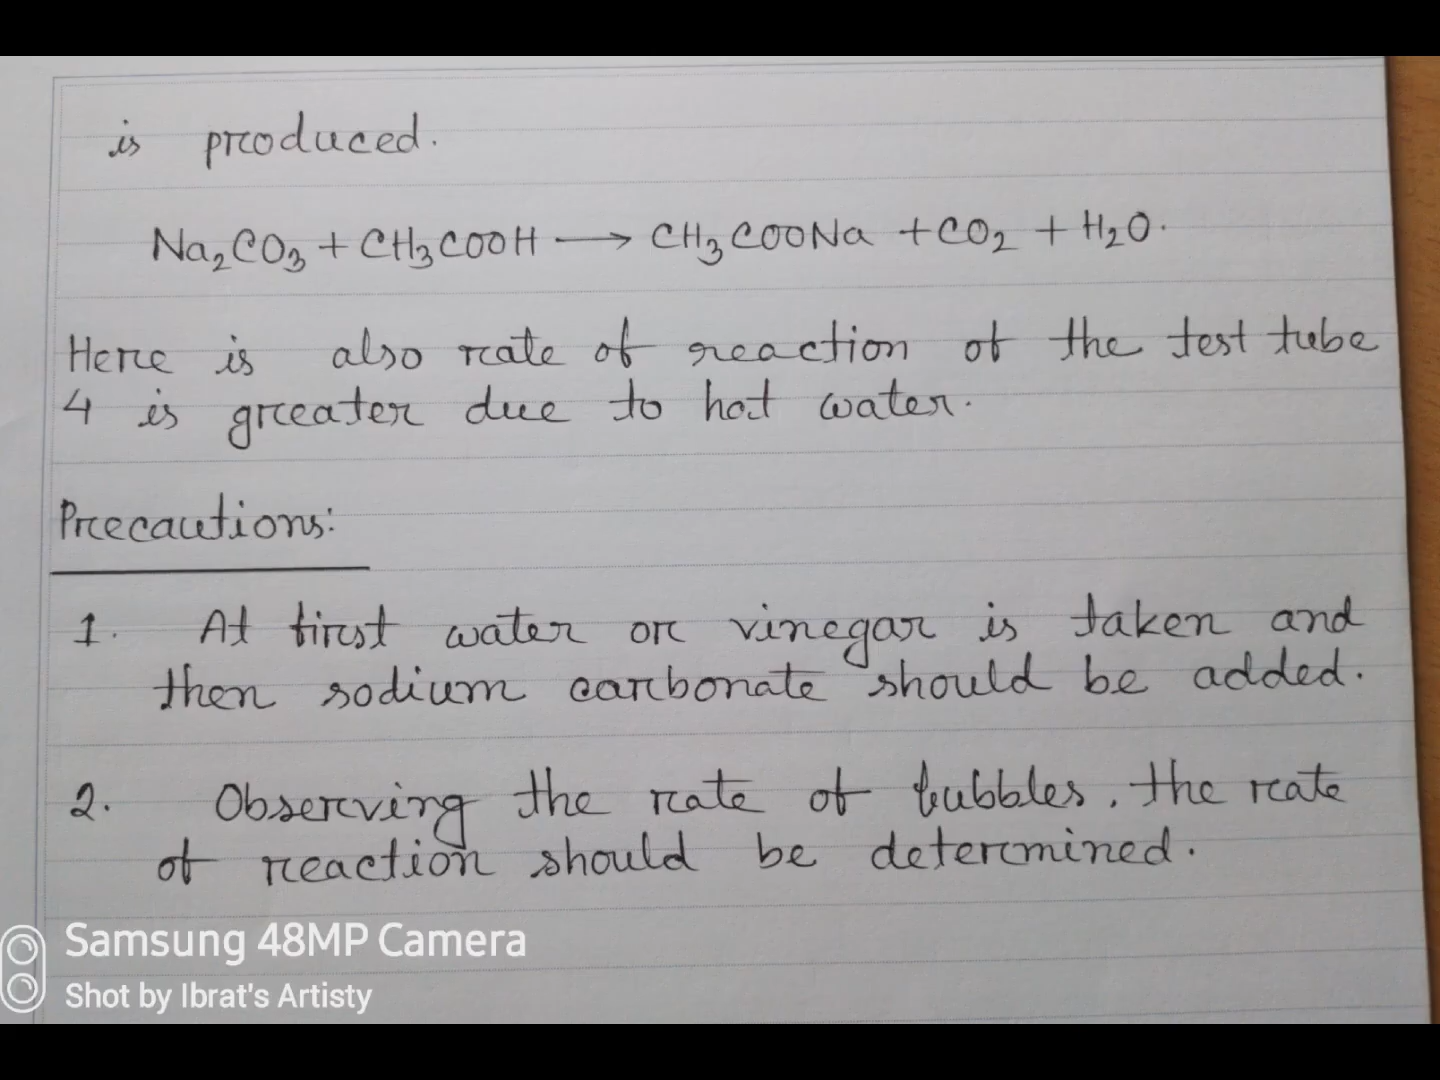 is produced.
Na₂CO₃ + CH₃COOH ⟶ CH₃COONa + CO₂ + H₂O.
Here is also rate of reaction of the test tube
4 is greater due to hot water.
Precautions:
1. At first water or vinegar is taken and
then sodium carbonate should be added.
2. Observing the rate of bubbles, the rate
of reaction should be determined.
Samsung 48MP Camera
Shot by Ibrat's Artisty